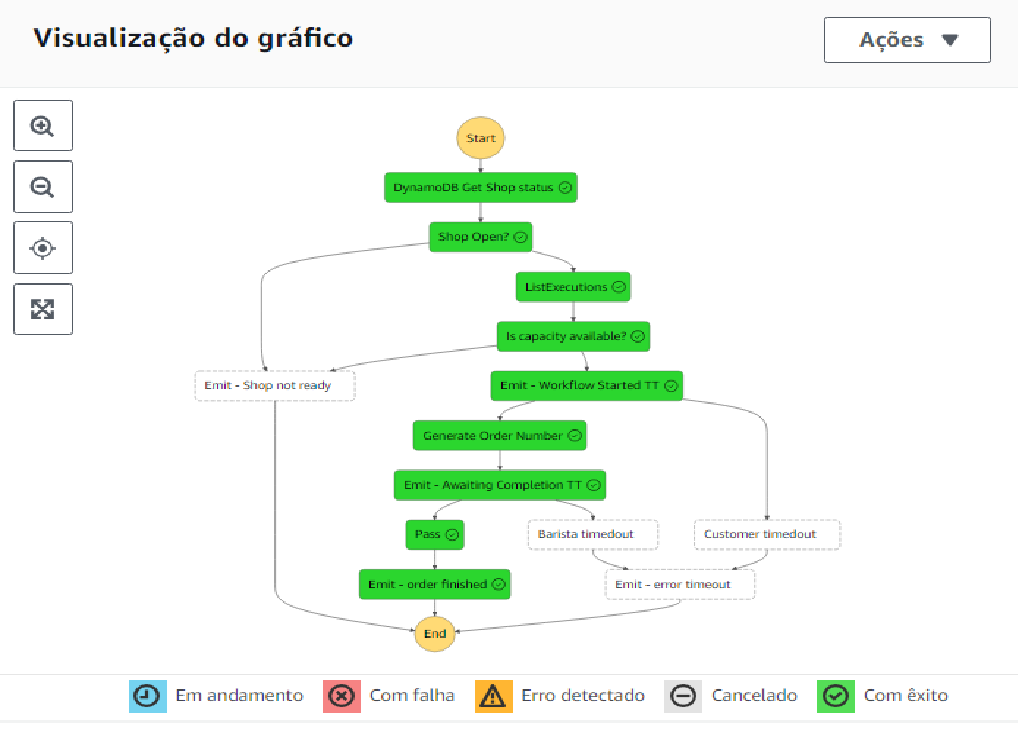 Visualização do gráfico
Ações
Start
DynamoDB Get Shop status
Shop Open?
ListExecutions
Is capacity available?
Emit - Shop not ready
Emit - Workflow Started TT
Generate Order Number
Emit - Awaiting Completion TT
Pass
Barista timedout
Customer timedout
Emit - order finished
Emit - error timeout
End
Em andamento
Com falha
Erro detectado
Cancelado
Com êxito